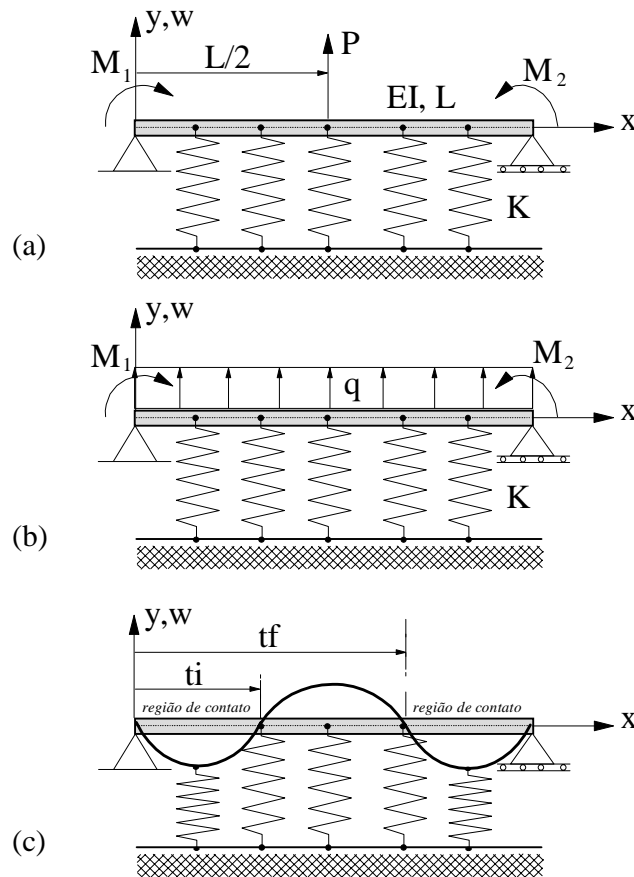 y,w
P
L/2
M₁
M₂
EI, L
x
K
(a)
y,w
M₁
M₂
q
x
K
(b)
y,w
tf
ti
região de contato
região de contato
x
(c)